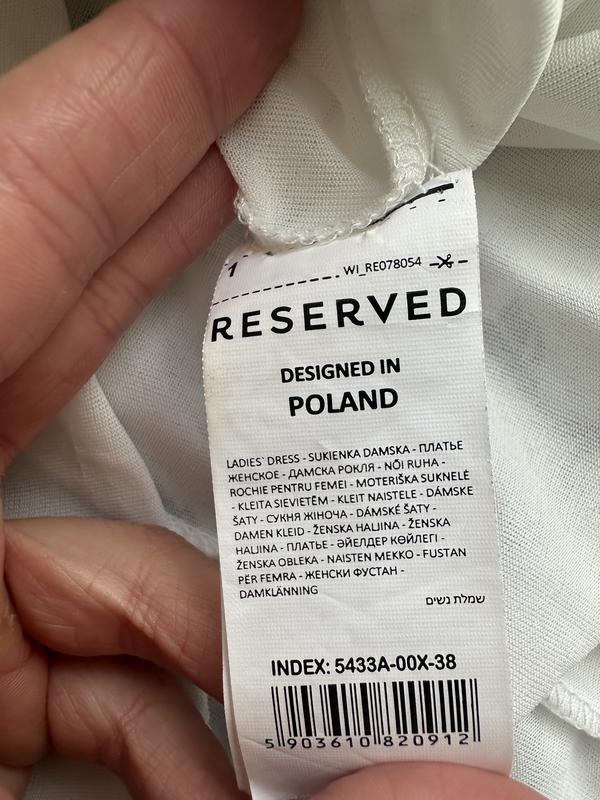 1
WI_RE078054
RESERVED
DESIGNED IN
POLAND
LADIES` DRESS - SUKIENKA DAMSKA - ПЛАТЬЕ
ЖЕНСКОЕ - ДАМСКА РОКЛЯ - NŐI RUHA -
ROCHIE PENTRU FEMEI - MOTERIŠKA SUKNELĖ
- KLEITA SIEVIETĒM - KLEIT NAISTELE - DÁMSKE
ŠATY - СУКНЯ ЖІНОЧА - DÁMSKÉ ŠATY -
DAMEN KLEID - ŽENSKA HALJINA - ŽENSKA
HALJINA - ПЛАТЬЕ - ӘЙЕЛДЕР КӨЙЛЕГІ -
ŽENSKA OBLEKA - NAISTEN MEKKO - FUSTAN
PËR FEMRA - ЖЕНСКИ ФУСТАН -
DAMKLÄNNING
שמלת נשים
INDEX: 5433A-00X-38
5 903610 820912